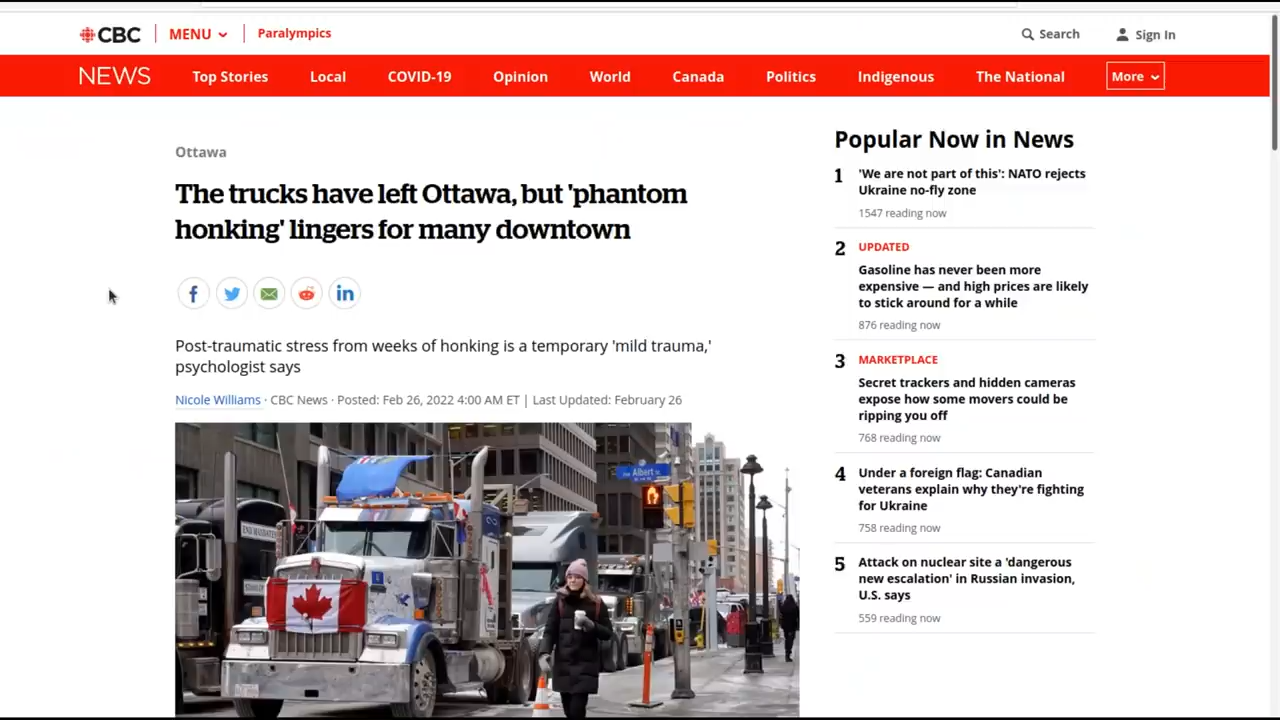 CBC
MENU
Paralympics
Search
Sign In
NEWS
Top Stories
Local
COVID-19
Opinion
World
Canada
Politics
Indigenous
The National
More
Ottawa
The trucks have left Ottawa, but 'phantom
honking' lingers for many downtown
Post-traumatic stress from weeks of honking is a temporary 'mild trauma,'
psychologist says
Nicole Williams · CBC News · Posted: Feb 26, 2022 4:00 AM ET | Last Updated: February 26
Albert
Popular Now in News
1
'We are not part of this': NATO rejects
Ukraine no-fly zone
1547 reading now
2
UPDATED
Gasoline has never been more
expensive — and high prices are likely
to stick around for a while
876 reading now
3
MARKETPLACE
Secret trackers and hidden cameras
expose how some movers could be
ripping you off
768 reading now
4
Under a foreign flag: Canadian
veterans explain why they're fighting
for Ukraine
758 reading now
5
Attack on nuclear site a 'dangerous
new escalation' in Russian invasion,
U.S. says
559 reading now